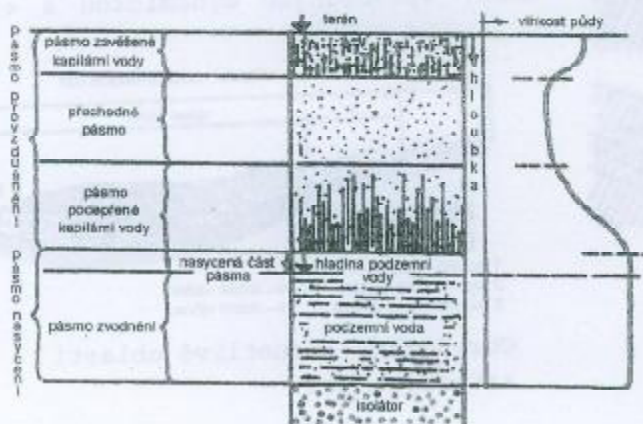 terén
vlhkost půdy
pásmo zavěšené
kapilární vody
přechodné
pásmo
pásmo
podepřené
kapilární vody
nasycená část
pásma
hladina podzemní
vody
pásmo zvodnění
podzemní voda
isolátor
pásmo provzdušnění
pásmo nasycení
hloubka